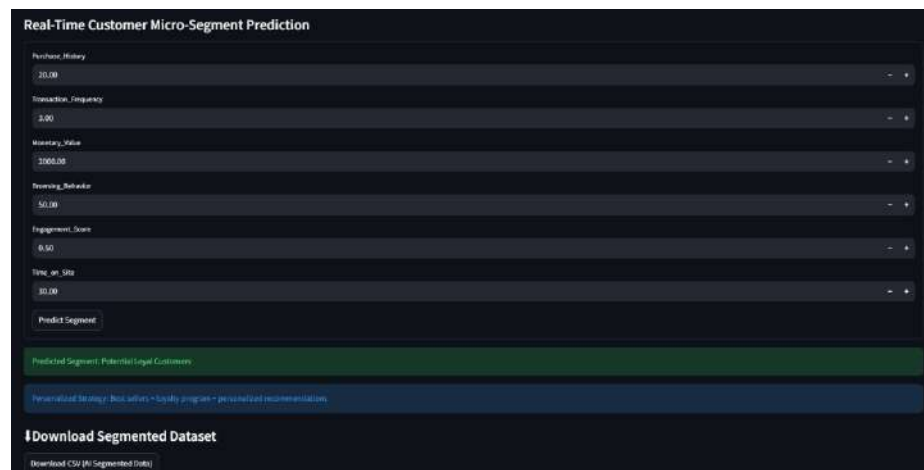 Real-Time Customer Micro-Segment Prediction
Purchase_History
20.00
Transaction_Frequency
3.00
Monetary_Value
2000.00
Browsing_Behavior
50.00
Engagement_Score
0.50
Time_on_Site
30.00
Predict Segment
Predicted Segment: Potential Loyal Customers
Personalized Strategy: Best sellers + loyalty program + personalized recommendations
⬇Download Segmented Dataset
Download CSV (AI Segmented Data)